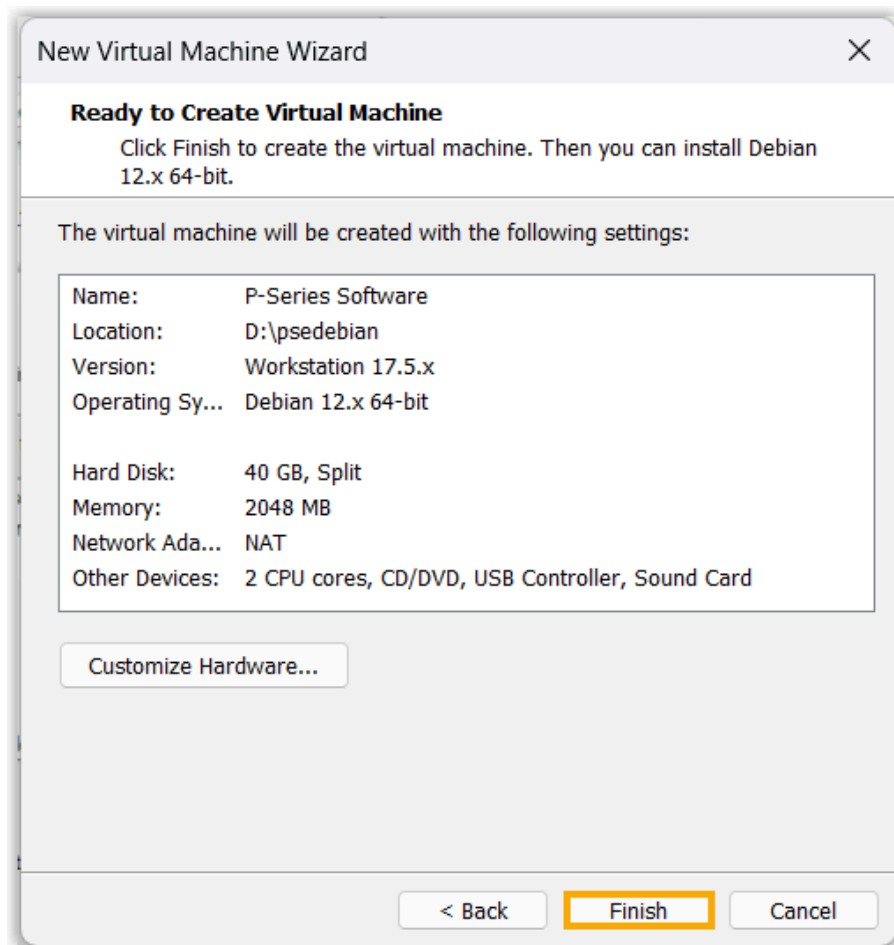 New Virtual Machine Wizard
Ready to Create Virtual Machine
Click Finish to create the virtual machine. Then you can install Debian
12.x 64-bit.
The virtual machine will be created with the following settings:
Name: P-Series Software
Location: D:\psedebian
Version: Workstation 17.5.x
Operating Sy... Debian 12.x 64-bit
Hard Disk: 40 GB, Split
Memory: 2048 MB
Network Ada... NAT
Other Devices: 2 CPU cores, CD/DVD, USB Controller, Sound Card
Customize Hardware...
< Back Finish Cancel